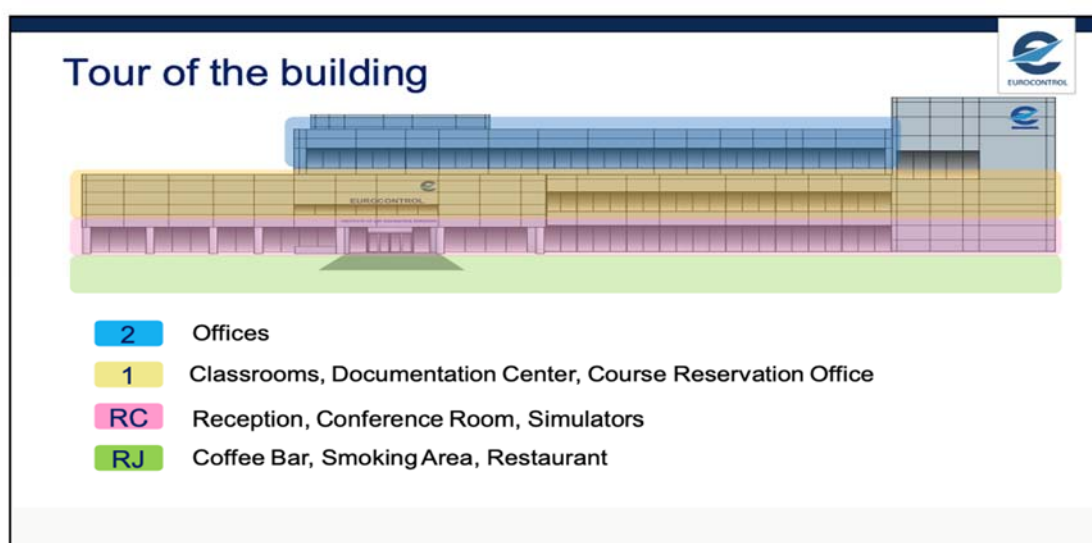 Tour of the building
EUROCONTROL
EUROCONTROL
2 Offices
1 Classrooms, Documentation Center, Course Reservation Office
RC Reception, Conference Room, Simulators
RJ Coffee Bar, Smoking Area, Restaurant